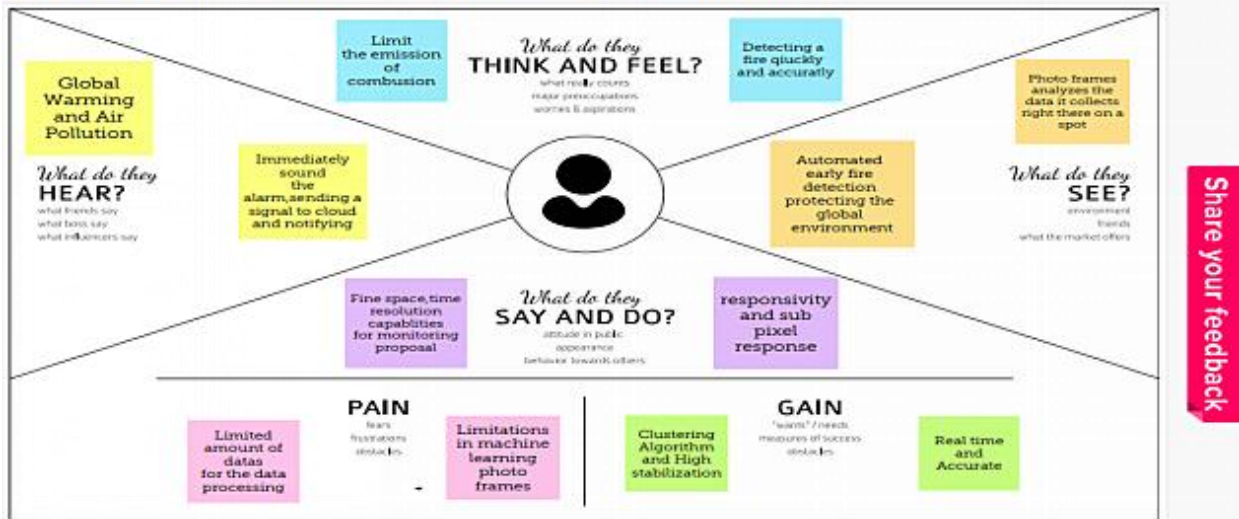 Limit
the emission
of
combusion
What do they
THINK AND FEEL?
what really counts
major preoccupations
worries & aspirations
Detecting a
fire qiuckly
and accuratly
Global
Warming
and Air
Pollution
What do they
HEAR?
what friends say
what boss say
what influencers say
Immediately
sound
the
alarm,sending a
signal to cloud
and notifying
Automated
early fire
detection
protecting the
global
environment
Photo frames
analyzes the
data it collects
right there on a
spot
What do they
SEE?
environment
friends
what the market offers
Fine space,time
resolution
capablities
for monitoring
proposal
What do they
SAY AND DO?
attitude in public
appearance
behavior towards others
responsivity
and sub
pixel
response
PAIN
fears
frustrations
obstacles
Limited
amount of
datas
for the data
processing
Limitations
in machine
learning
photo
frames
GAIN
"wants" / needs
measures of success
obstacles
Clustering
Algorithm
and High
stabilization
Real time
and
Accurate
Share your feedback